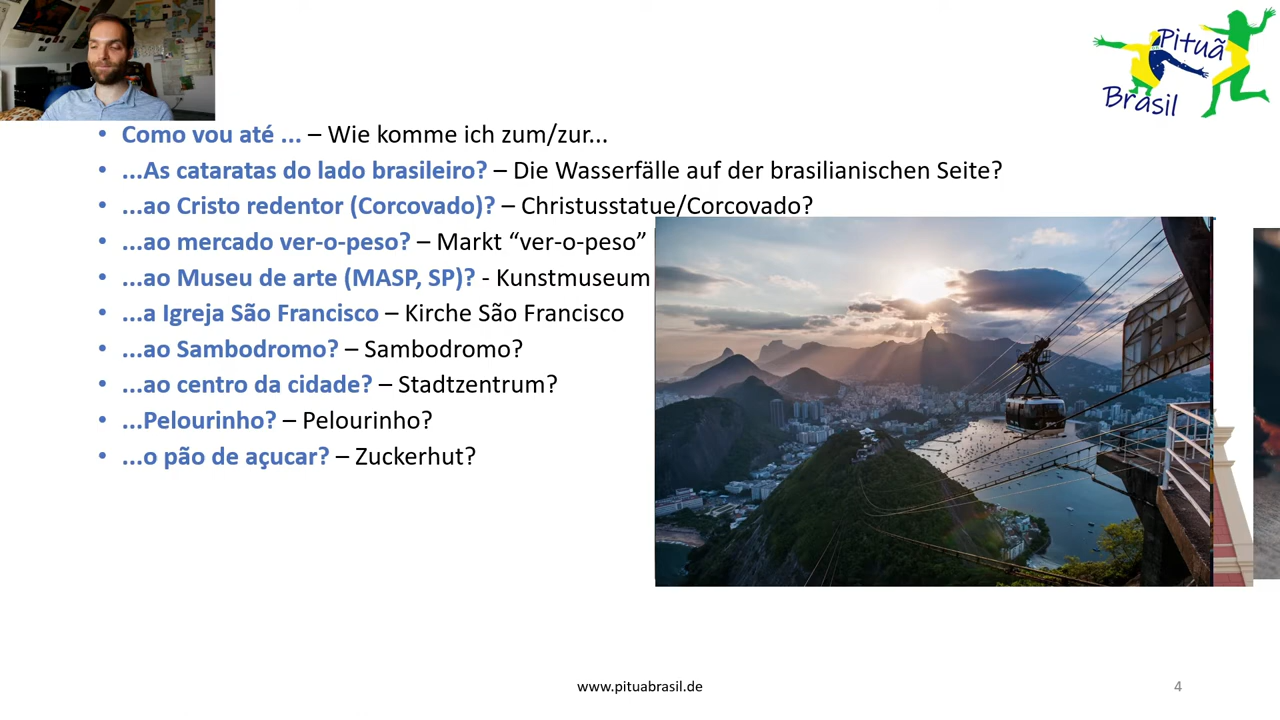 Pituã
Brasil
• Como vou até ... – Wie komme ich zum/zur...
• ...As cataratas do lado brasileiro? – Die Wasserfälle auf der brasilianischen Seite?
• ...ao Cristo redentor (Corcovado)? – Christusstatue/Corcovado?
• ...ao mercado ver-o-peso? – Markt “ver-o-peso”
• ...ao Museu de arte (MASP, SP)? - Kunstmuseum
• ...a Igreja São Francisco – Kirche São Francisco
• ...ao Sambodromo? – Sambodromo?
• ...ao centro da cidade? – Stadtzentrum?
• ...Pelourinho? – Pelourinho?
• ...o pão de açucar? – Zuckerhut?
www.pituabrasil.de
4